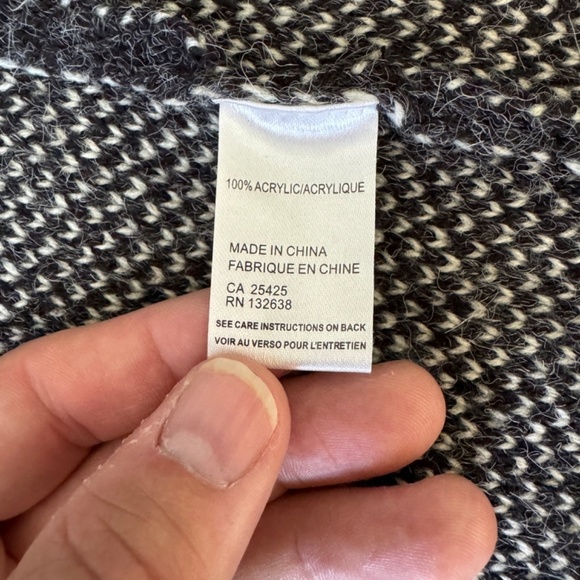 100% ACRYLIC/ACRYLIQUE
MADE IN CHINA
FABRIQUE EN CHINE
CA 25425
RN 132638
SEE CARE INSTRUCTIONS ON BACK
VOIR AU VERSO POUR L'ENTRETIEN